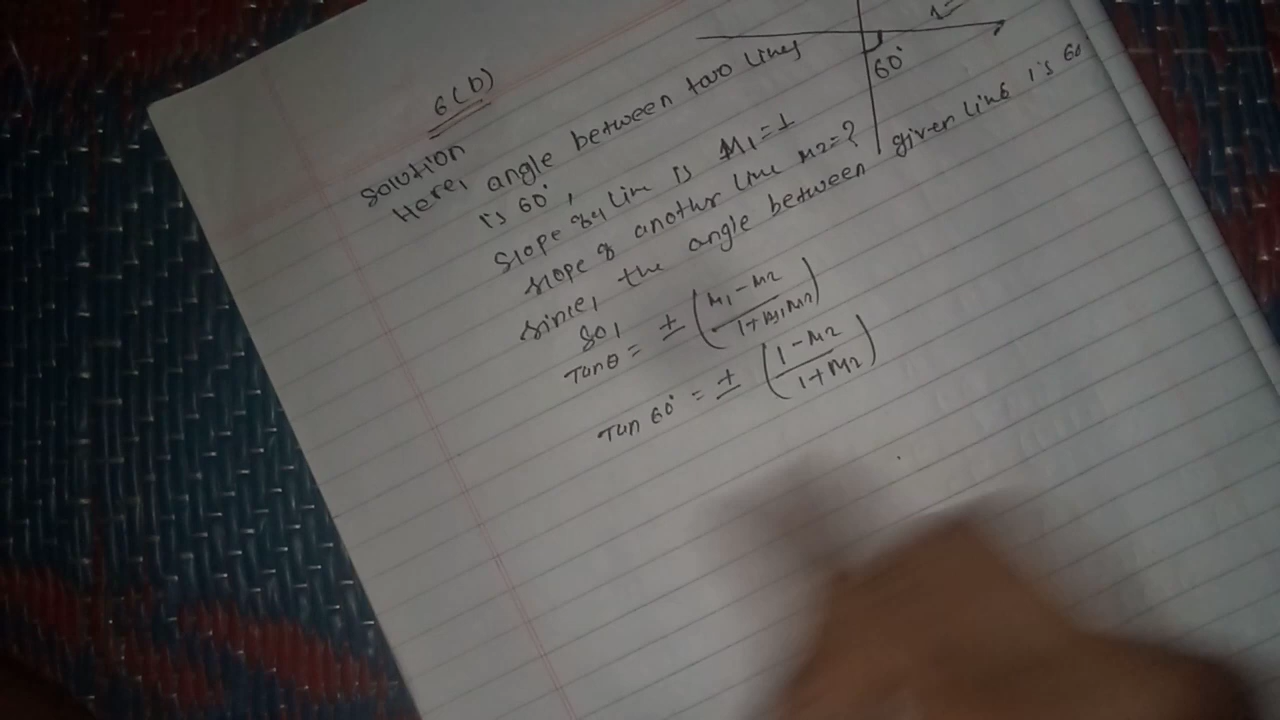 6(b)
Solution
Here, angle between two lines
is 60°,
Slope of line is M1 = 1
slope of another line M2 = ?
since, the angle between given line is 60
So,
Tanθ = ± (M1 - M2 / 1 + M1M2)
Tan 60° = ± (1 - M2 / 1 + M2)
60°